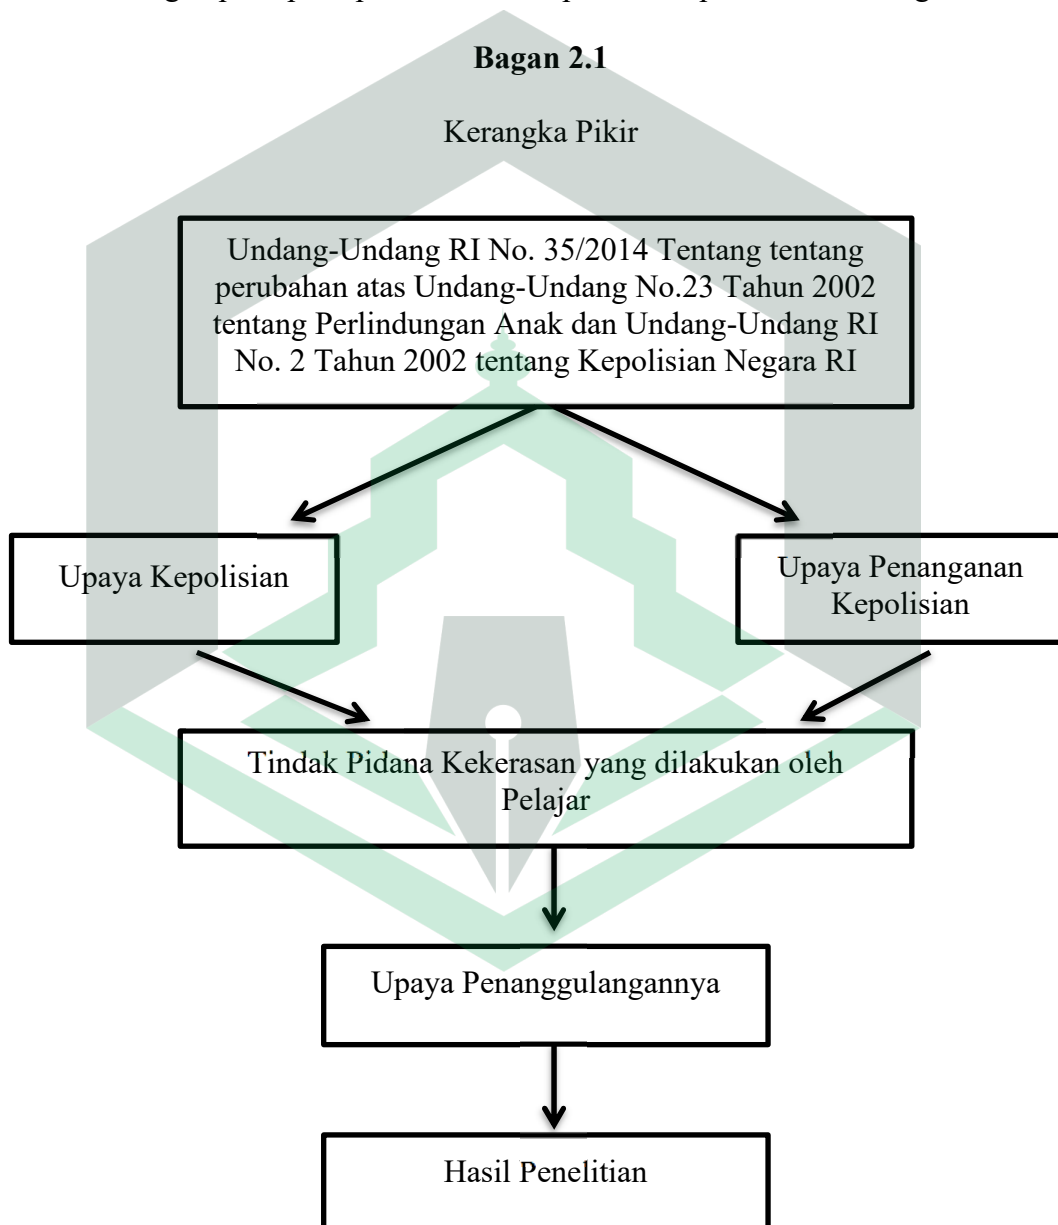 Bagan 2.1
Kerangka Pikir
Undang-Undang RI No. 35/2014 Tentang tentang
perubahan atas Undang-Undang No.23 Tahun 2002
tentang Perlindungan Anak dan Undang-Undang RI
No. 2 Tahun 2002 tentang Kepolisian Negara RI
Upaya Kepolisian
Upaya Penanganan
Kepolisian
Tindak Pidana Kekerasan yang dilakukan oleh
Pelajar
Upaya Penanggulangannya
Hasil Penelitian